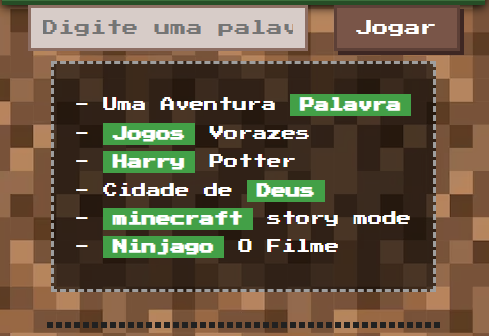 Digite uma palav
Jogar
- Uma Aventura Palavra
- Jogos Vorazes
- Harry Potter
- Cidade de Deus
- minecraft story mode
- Ninjago O Filme